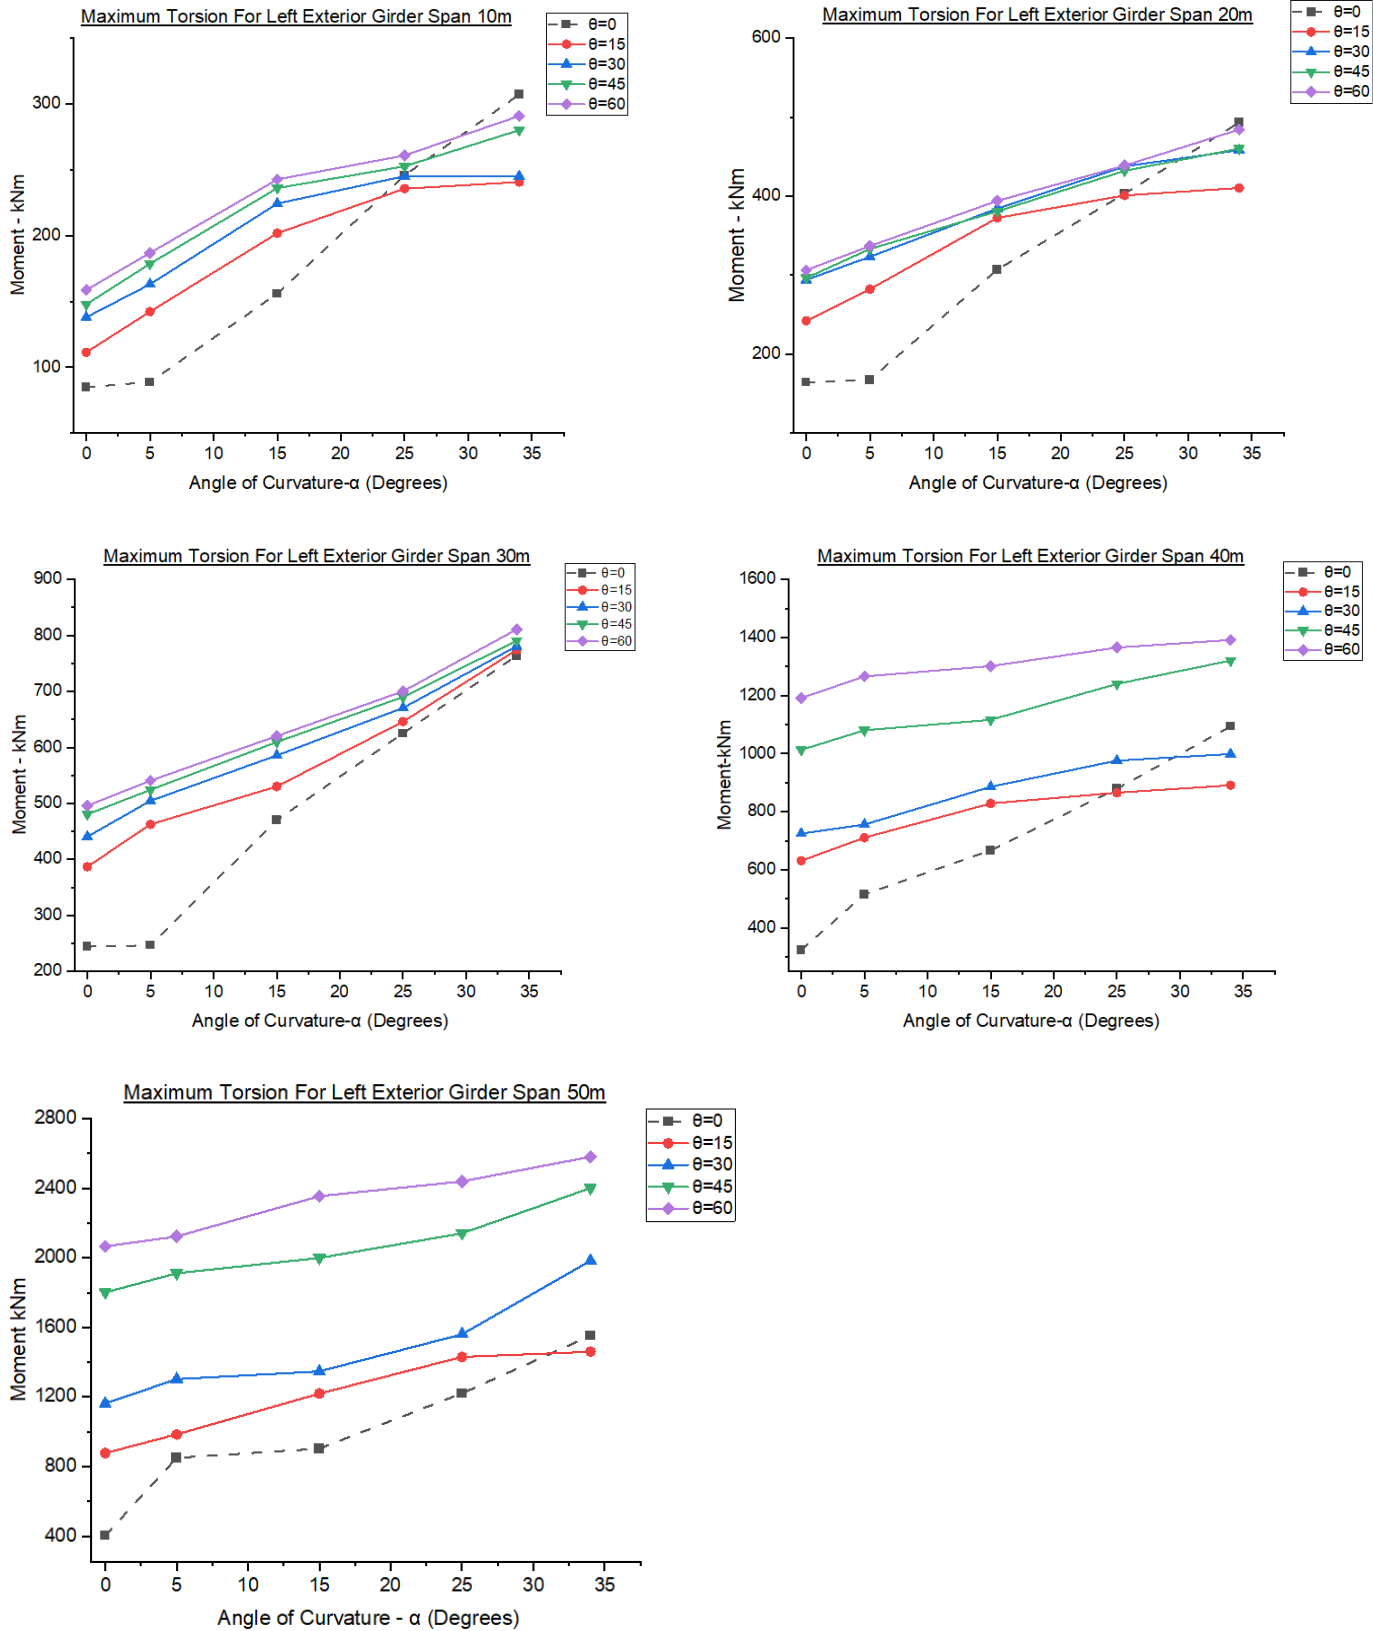 Maximum Torsion For Left Exterior Girder Span 10m
θ=0
θ=15
θ=30
θ=45
θ=60
300
200
100
Moment - kNm
0 5 10 15 20 25 30 35
Angle of Curvature-α (Degrees)
Maximum Torsion For Left Exterior Girder Span 20m
θ=0
θ=15
θ=30
θ=45
θ=60
600
400
200
Moment - kNm
0 5 10 15 20 25 30 35
Angle of Curvature-α (Degrees)
Maximum Torsion For Left Exterior Girder Span 30m
θ=0
θ=15
θ=30
θ=45
θ=60
900
800
700
600
500
400
300
200
Moment - kNm
0 5 10 15 20 25 30 35
Angle of Curvature-α (Degrees)
Maximum Torsion For Left Exterior Girder Span 40m
θ=0
θ=15
θ=30
θ=45
θ=60
1600
1400
1200
1000
800
600
400
Moment-kNm
0 5 10 15 20 25 30 35
Angle of Curvature-α (Degrees)
Maximum Torsion For Left Exterior Girder Span 50m
θ=0
θ=15
θ=30
θ=45
θ=60
2800
2400
2000
1600
1200
800
400
Moment kNm
0 5 10 15 20 25 30 35
Angle of Curvature - α (Degrees)